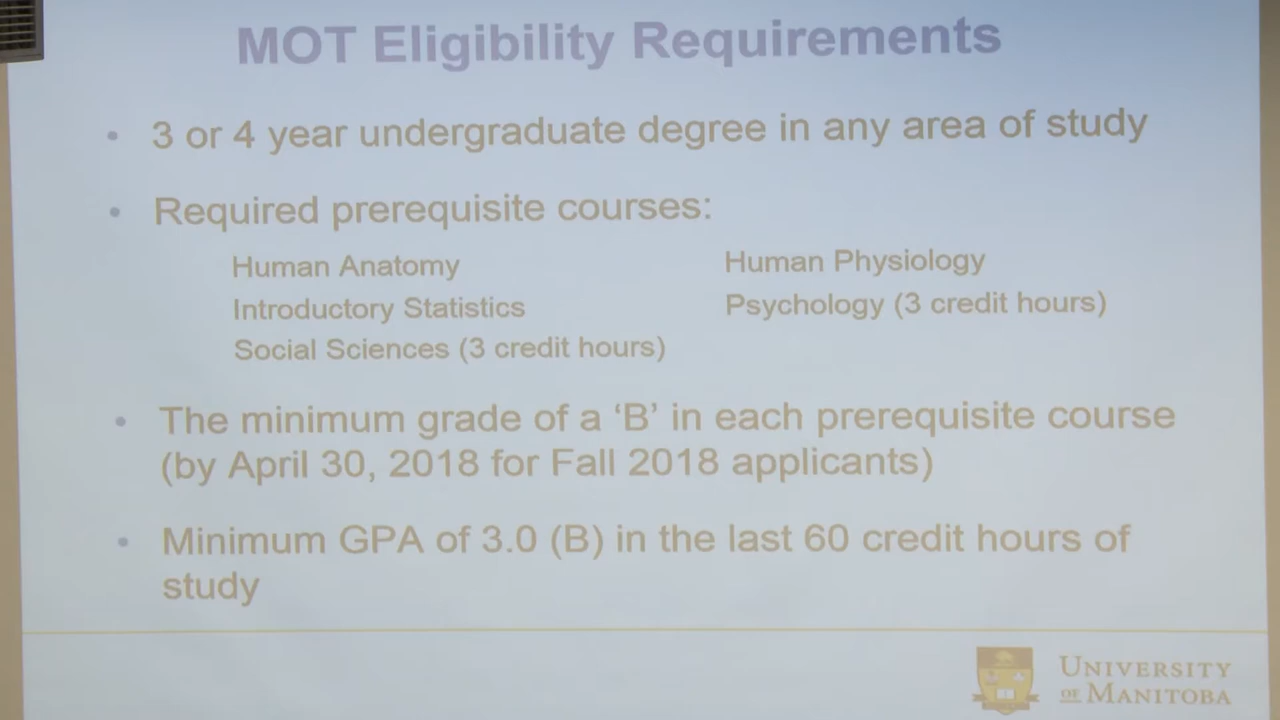 MOT Eligibility Requirements
• 3 or 4 year undergraduate degree in any area of study
• Required prerequisite courses:
Human Anatomy Human Physiology
Introductory Statistics Psychology (3 credit hours)
Social Sciences (3 credit hours)
• The minimum grade of a ‘B’ in each prerequisite course
(by April 30, 2018 for Fall 2018 applicants)
• Minimum GPA of 3.0 (B) in the last 60 credit hours of
study
UNIVERSITY
OF MANITOBA